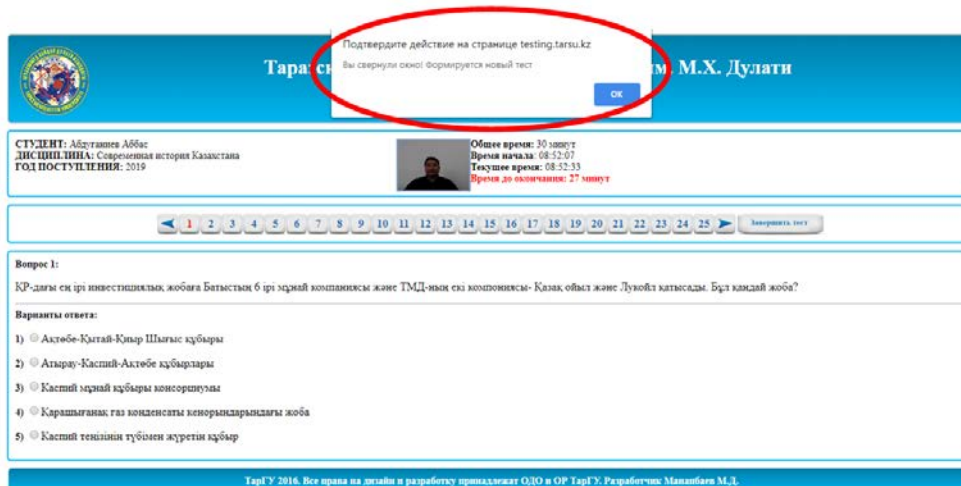 Подтвердите действие на странице testing.tarsu.kz
Вы свернули окно! Формируется новый тест
ОК
м. М.Х. Дулати
СТУДЕНТ: Абдуганиев Аббас
ДИСЦИПЛИНА: Современная история Казахстана
ГОД ПОСТУПЛЕНИЯ: 2019
Общее время: 30 минут
Время начала: 08:52:07
Текущее время: 08:52:33
Время до окончания: 27 минут
1 2 3 4 5 6 7 8 9 10 11 12 13 14 15 16 17 18 19 20 21 22 23 24 25 Завершить тест
Вопрос 1:
ҚР-дағы ең ірі инвестициялық жобаға Батыстың 6 ірі мұнай компаниясы және ТМД-ның екі компониясы- Қазақ ойыл және Лукойл қатысады. Бұл қандай жоба?
Варианты ответа:
1) Ақтөбе-Қытай-Қиыр Шығыс құбыры
2) Атырау-Каспий-Ақтөбе құбырлары
3) Каспий мұнай құбыры консорциумы
4) Қарашығанақ газ конденсаты кенорындарындағы жоба
5) Каспий теңізінің түбімен жүретін құбыр
ТарГУ 2016. Все права на дизайн и разработку принадлежат ОДО и ОР ТарГУ. Разработчик Манапбаев М.Д.